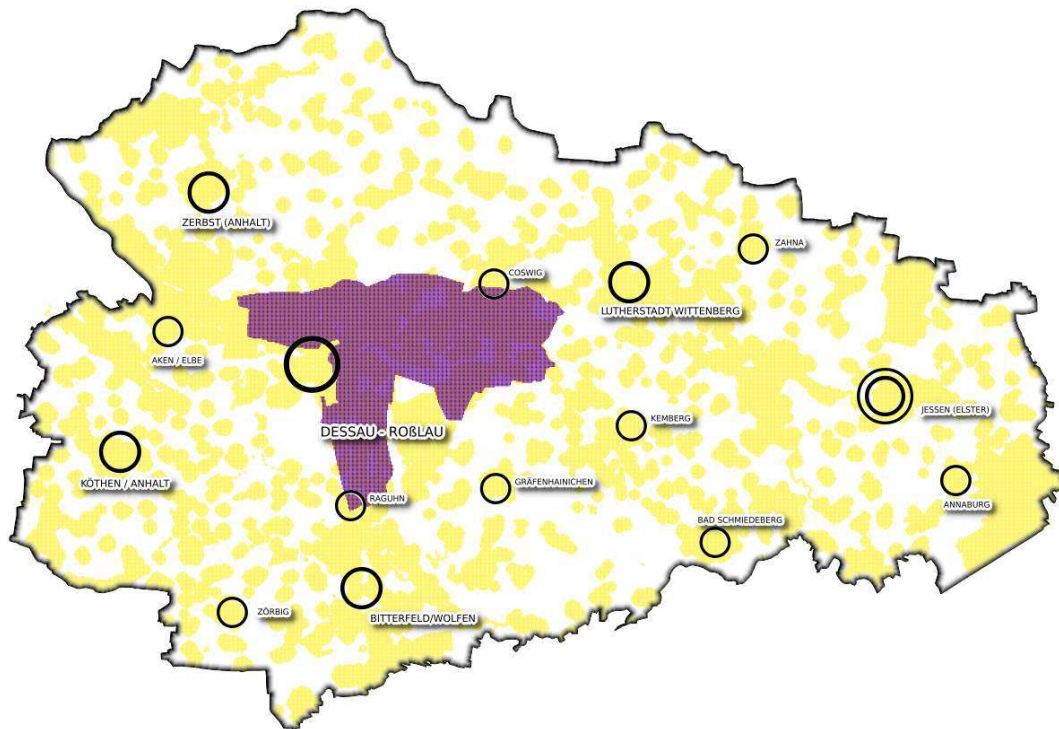 ZERBST (ANHALT)
ZAHNA
COSWIG
LUTHERSTADT WITTENBERG
AKEN / ELBE
JESSEN (ELSTER)
KEMBERG
DESSAU - ROßLAU
KÖTHEN / ANHALT
GRÄFENHAINICHEN
RAGUHN
ANNABURG
BAD SCHMIEDEBERG
ZÖRBIG
BITTERFELD/WOLFEN